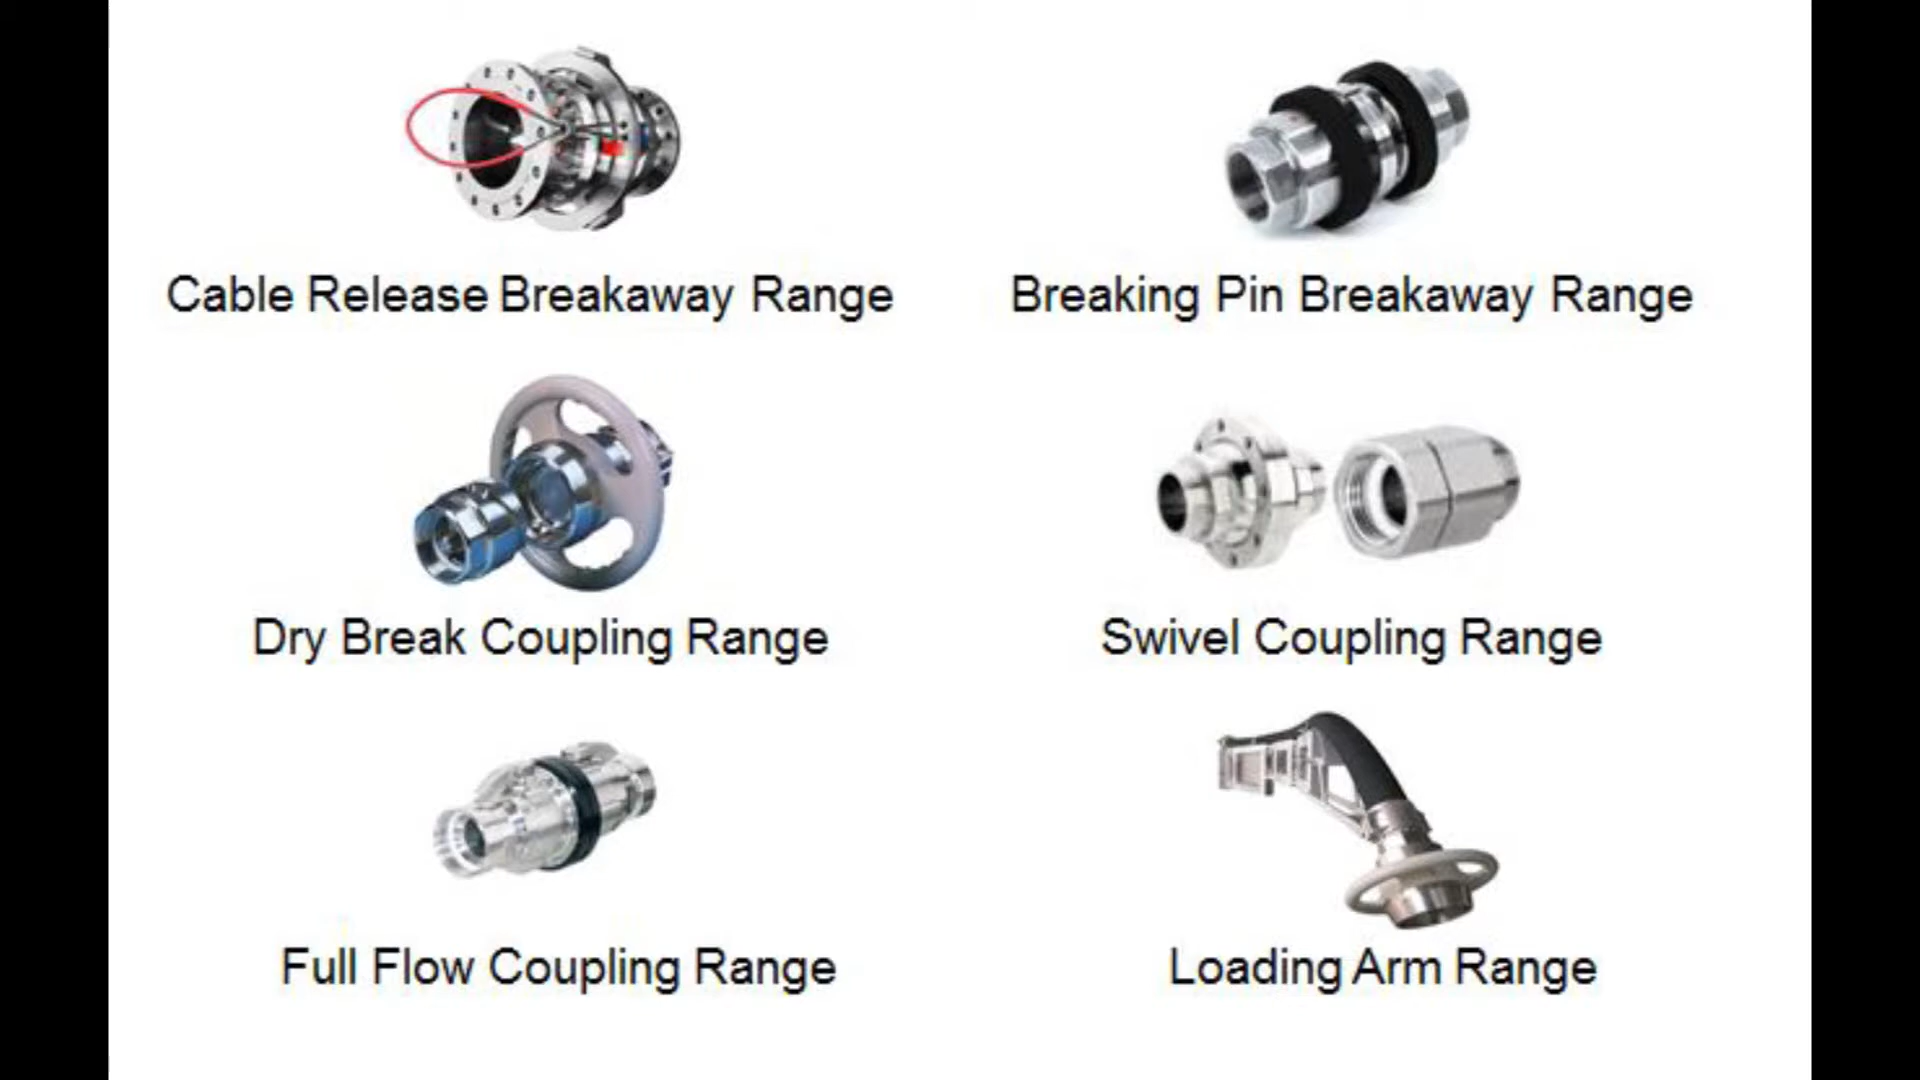 Cable Release Breakaway Range
Breaking Pin Breakaway Range
Dry Break Coupling Range
Swivel Coupling Range
Full Flow Coupling Range
Loading Arm Range